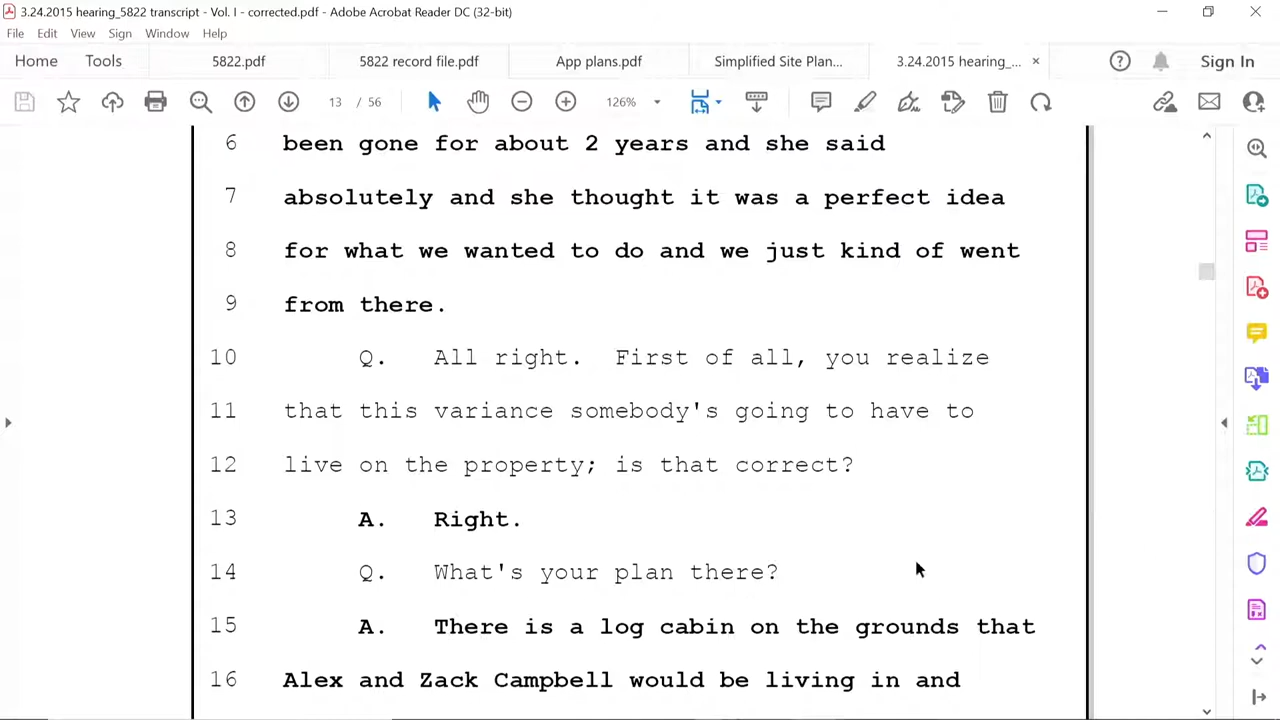 3.24.2015 hearing_5822 transcript - Vol. I - corrected.pdf - Adobe Acrobat Reader DC (32-bit)
File Edit View Sign Window Help
Home Tools 5822.pdf 5822 record file.pdf App plans.pdf Simplified Site Plan... 3.24.2015 hearing_... × Sign In
13 / 56 126%
6 been gone for about 2 years and she said
7 absolutely and she thought it was a perfect idea
8 for what we wanted to do and we just kind of went
9 from there.
10 Q. All right. First of all, you realize
11 that this variance somebody's going to have to
12 live on the property; is that correct?
13 A. Right.
14 Q. What's your plan there?
15 A. There is a log cabin on the grounds that
16 Alex and Zack Campbell would be living in and